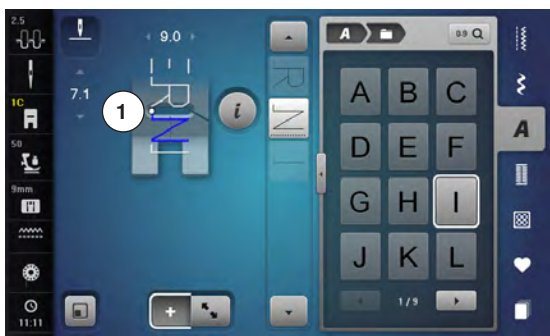 2.5
9.0
A
0.9
7.1
1
i
1C
50
9mm
11:11
R
N
I
A
A B C
D E F
G H I
J K L
1/9
+